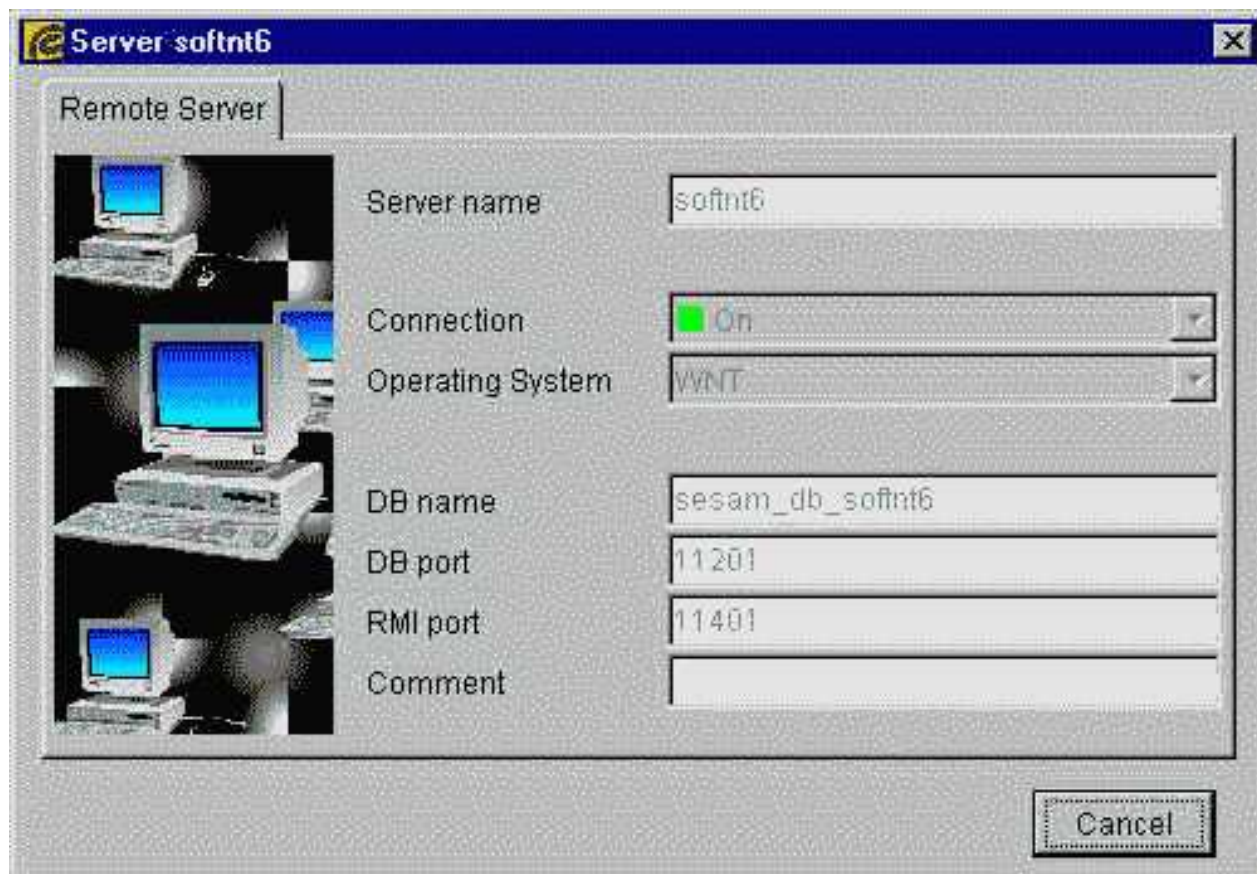 Server softnt6
Remote Server
Server name softnt6
Connection On
Operating System WNT
DB name sesam_db_softnt6
DB port 11201
RMI port 11401
Comment
Cancel